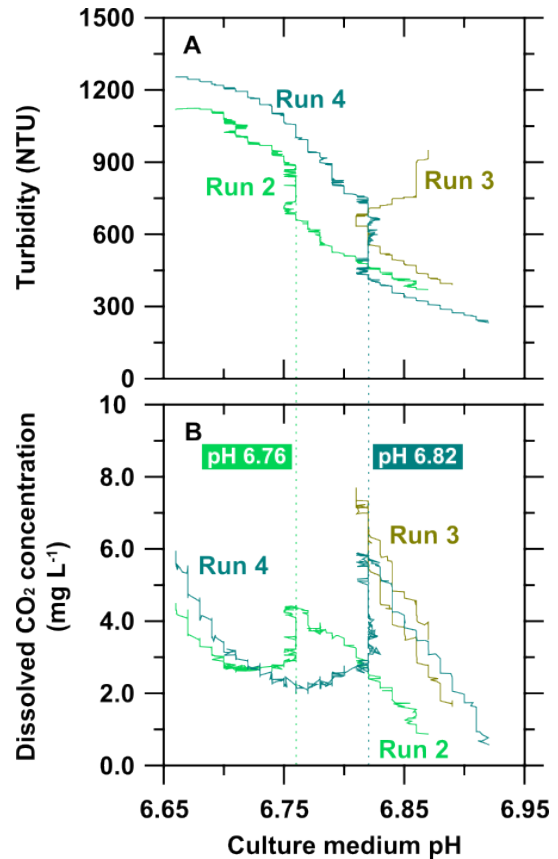 A
Turbidity (NTU)
1500
1200
900
600
300
0
Run 4
Run 2
Run 3
B
Dissolved CO₂ concentration
(mg L⁻¹)
10
8.0
6.0
4.0
2.0
0.0
pH 6.76
pH 6.82
Run 4
Run 3
Run 2
6.65
6.75
6.85
6.95
Culture medium pH